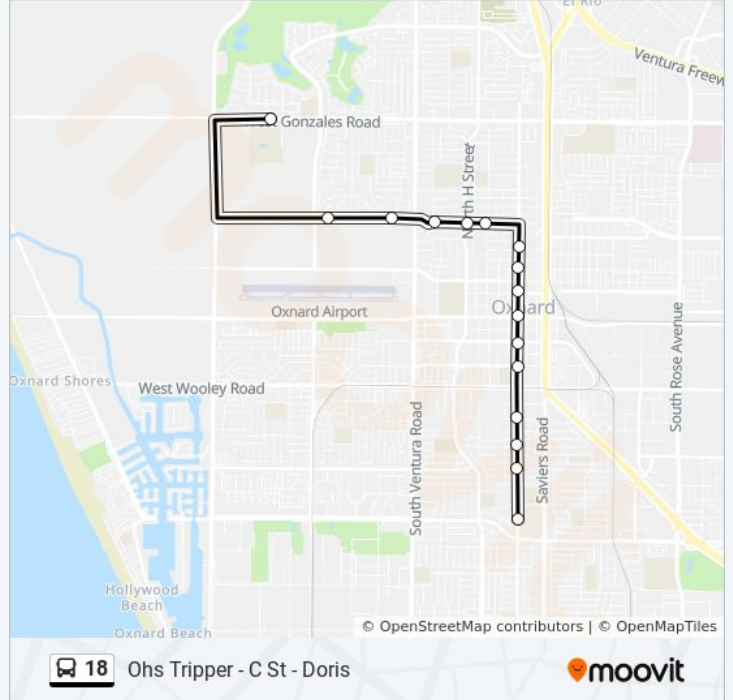 El Rio
Ventura Freew
West Gonzales Road
North H Street
Oxnard
Oxnard Airport
South Rose Avenue
Oxnard Shores
West Wooley Road
South Ventura Road
Saviers Road
Hollywood
Beach
Oxnard Beach
© OpenStreetMap contributors | © OpenMapTiles
18 Ohs Tripper - C St - Doris
moovit